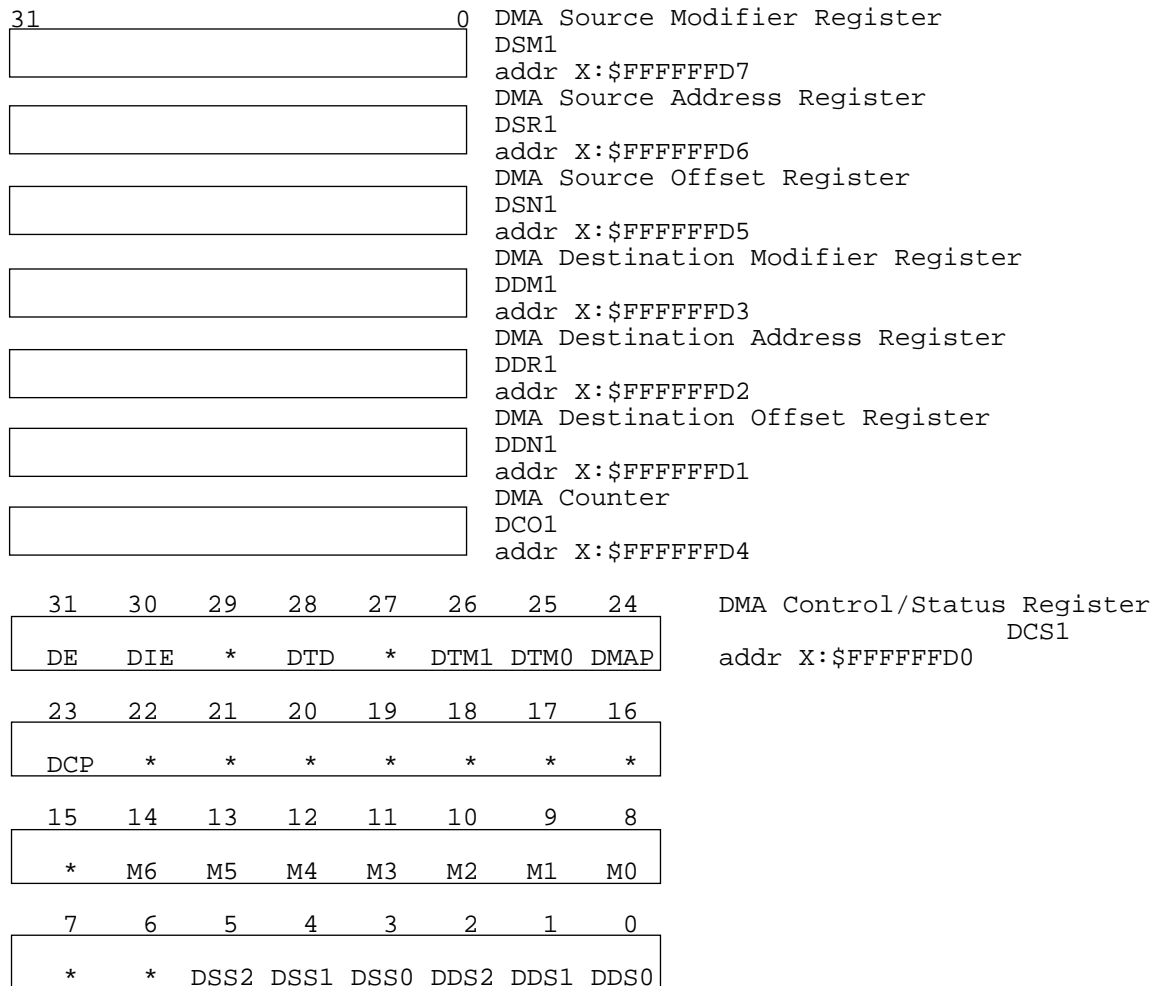 31 0 DMA Source Modifier Register
DSM1
addr X:$FFFFFFD7
DMA Source Address Register
DSR1
addr X:$FFFFFFD6
DMA Source Offset Register
DSN1
addr X:$FFFFFFD5
DMA Destination Modifier Register
DDM1
addr X:$FFFFFFD3
DMA Destination Address Register
DDR1
addr X:$FFFFFFD2
DMA Destination Offset Register
DDN1
addr X:$FFFFFFD1
DMA Counter
DCO1
addr X:$FFFFFFD4
31 30 29 28 27 26 25 24 DMA Control/Status Register
DCS1
DE DIE * DTD * DTM1 DTM0 DMAP addr X:$FFFFFFD0
23 22 21 20 19 18 17 16
DCP * * * * * * *
15 14 13 12 11 10 9 8
* M6 M5 M4 M3 M2 M1 M0
7 6 5 4 3 2 1 0
* * DSS2 DSS1 DSS0 DDS2 DDS1 DDS0